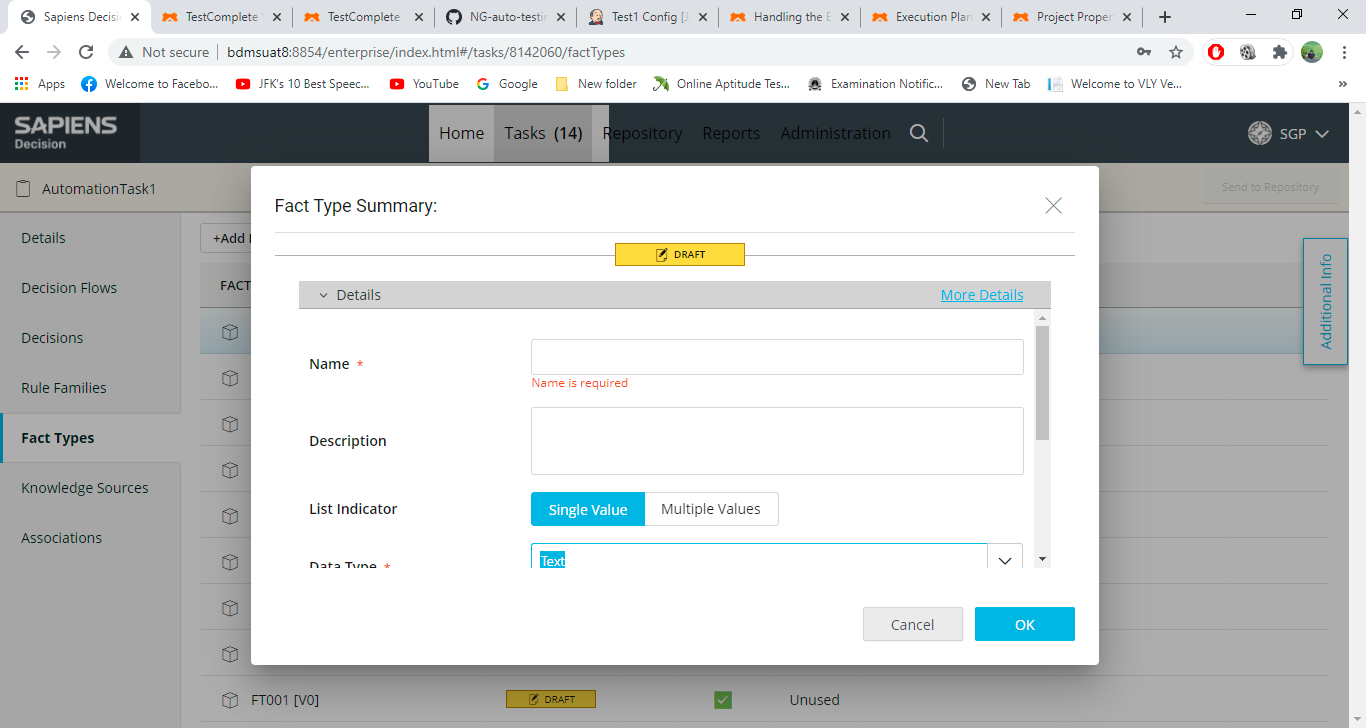 Sapiens Decisi
TestComplete
TestComplete
NG-auto-testin
Test1 Config [J
Handling the E
Execution Plan
Project Proper
Not secure
bdmsuat8:8854/enterprise/index.html#/tasks/8142060/factTypes
Apps
Welcome to Facebo...
JFK's 10 Best Speec...
YouTube
Google
New folder
Online Aptitude Tes...
Examination Notific...
New Tab
Welcome to VLY Ve...
»
SAPIENS
Decision
Home
Tasks (14)
Repository
Reports
Administration
SGP
AutomationTask1
Send to Repository
Details
Decision Flows
Decisions
Rule Families
Fact Types
Knowledge Sources
Associations
+Add
FACT
Additional Info
Fact Type Summary:
DRAFT
Details
More Details
Name *
Name is required
Description
List Indicator
Single Value
Multiple Values
Data Type *
Text
Cancel
OK
FT001 [V0]
DRAFT
Unused